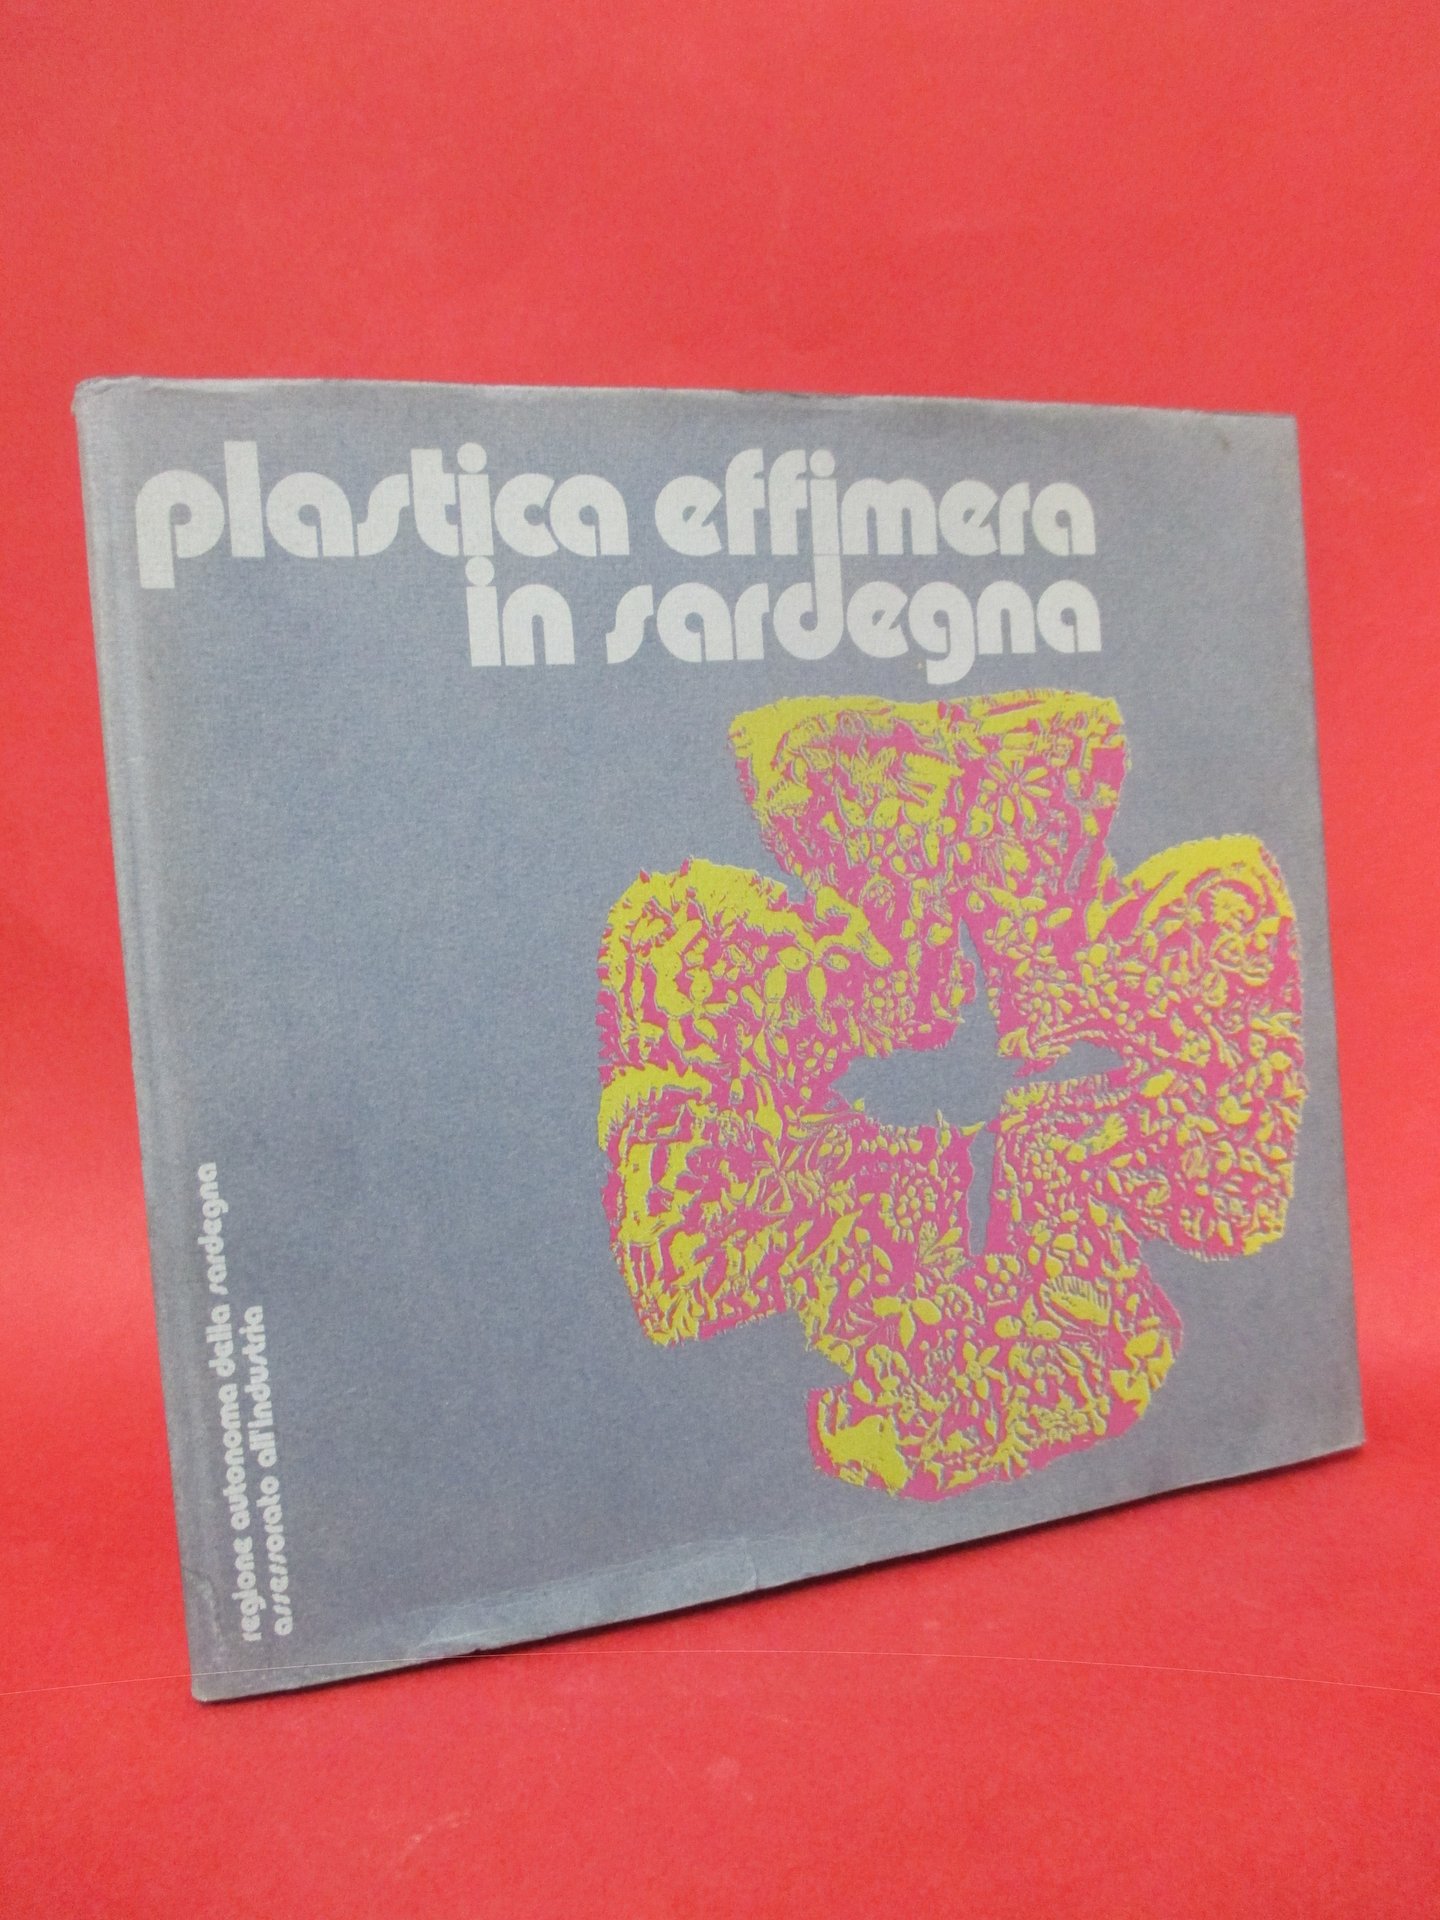 plastica effimera
in sardegna
regione autonoma della sardegna
assessorato all'industria